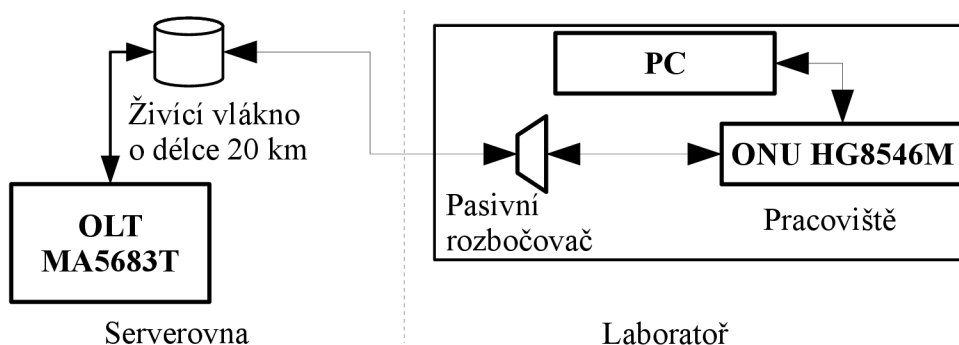 Živící vlákno
o délce 20 km
OLT
MA5683T
Serverovna
PC
ONU HG8546M
Pasivní
rozbočovač
Pracoviště
Laboratoř